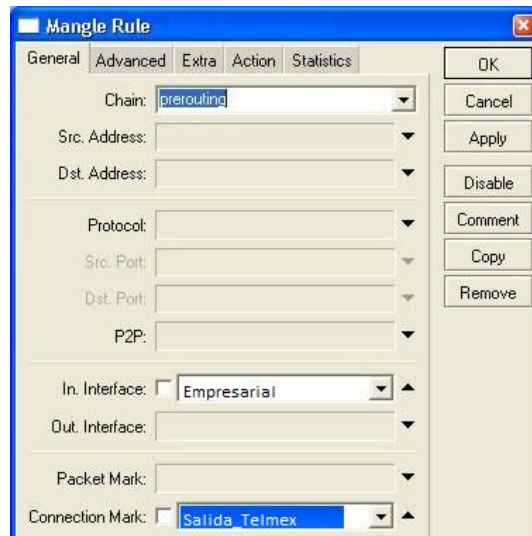 Mangle Rule
General Advanced Extra Action Statistics
OK
Chain: prerouting
Cancel
Src. Address:
Apply
Dst. Address:
Disable
Protocol:
Comment
Src. Port:
Copy
Dst. Port:
Remove
P2P:
In. Interface: Empresarial
Out. Interface:
Packet Mark:
Connection Mark: Salida_Telmex